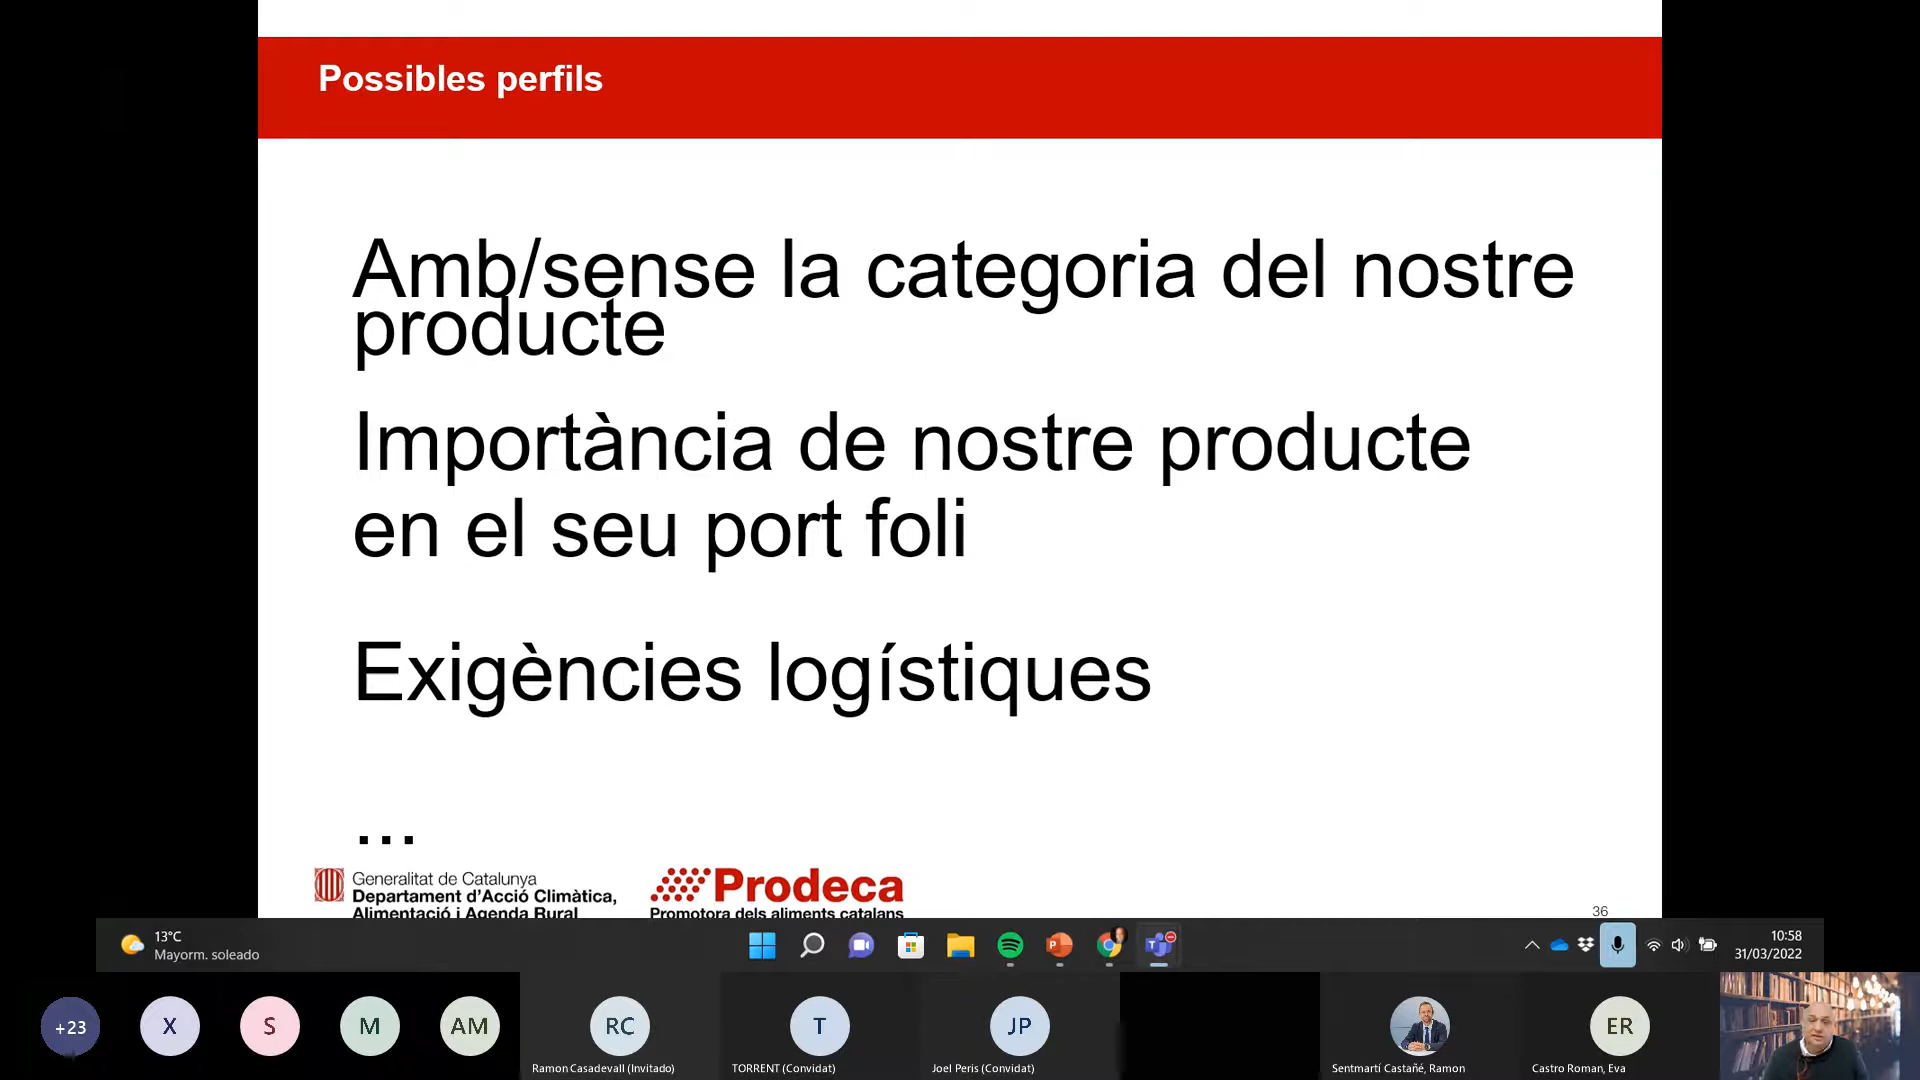 Possibles perfils
Amb/sense la categoria del nostre
producte
Importància de nostre producte
en el seu port foli
Exigències logístiques
...
Generalitat de Catalunya
Departament d'Acció Climàtica,
Alimentació i Agenda Rural
Prodeca
Promotora dels aliments catalans
36
13°C
Mayorm. soleado
10:58
31/03/2022
+23
X
S
M
AM
RC
Ramon Casadevall (Invitado)
T
TORRENT (Convidat)
JP
Joel Peris (Convidat)
Sentmartí Castañé, Ramon
ER
Castro Roman, Eva